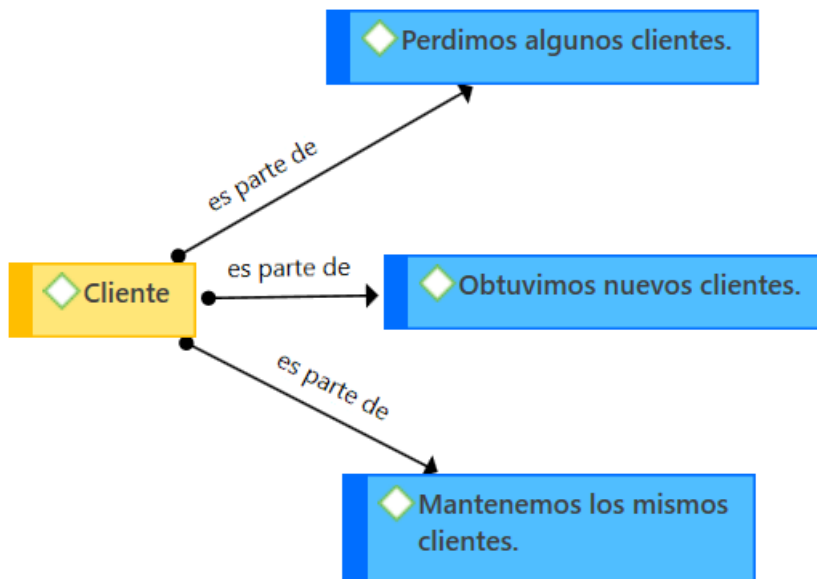 Perdimos algunos clientes.
es parte de
Cliente
es parte de
Obtuvimos nuevos clientes.
es parte de
Mantenemos los mismos
clientes.